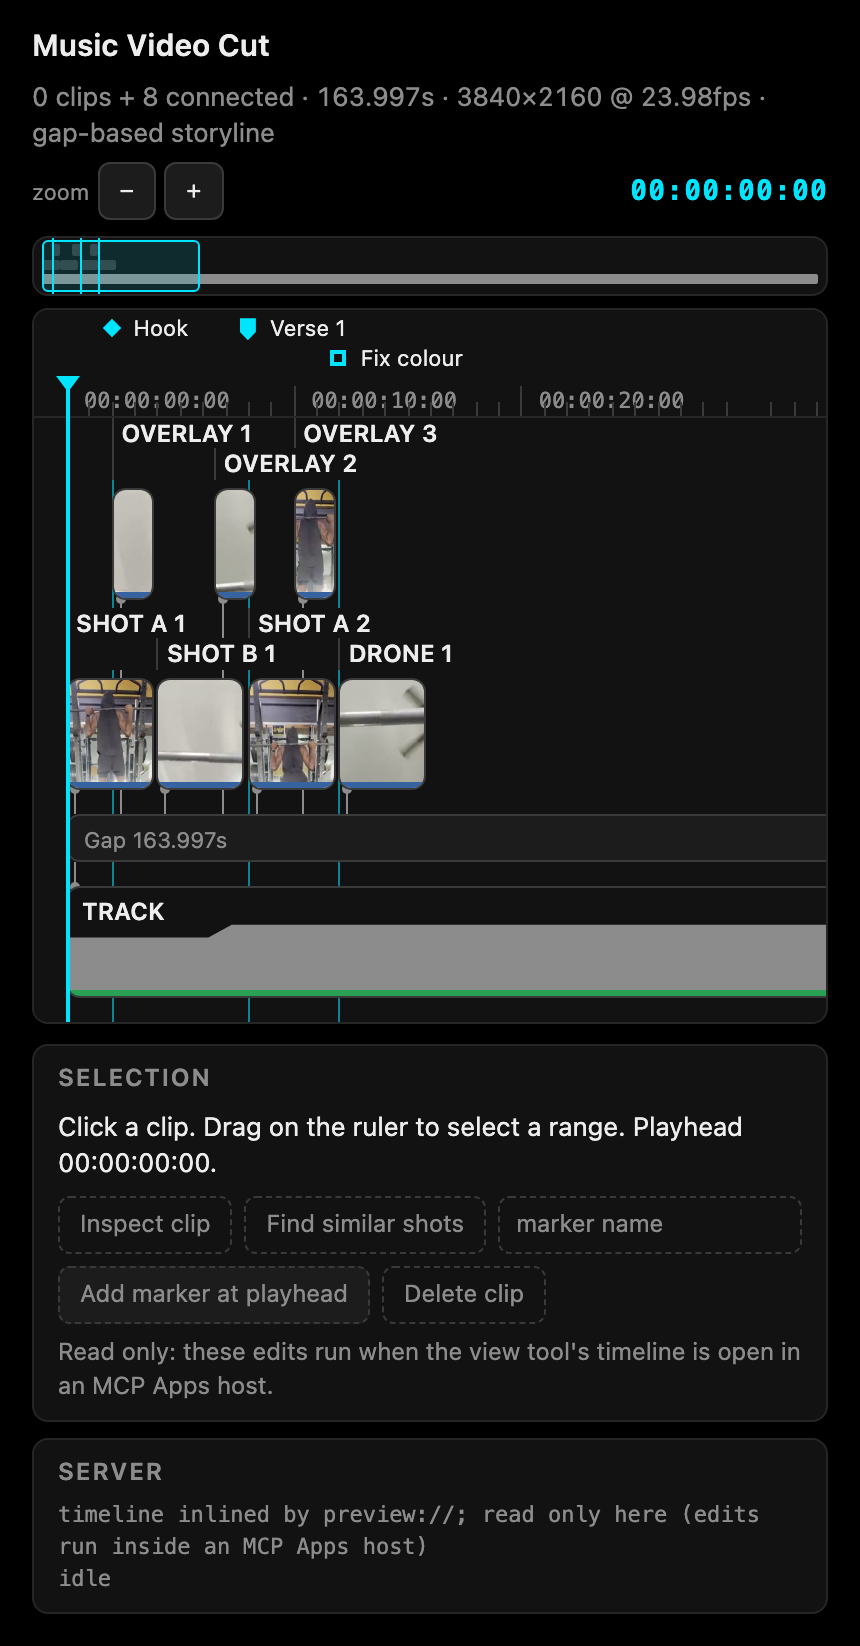 Music Video Cut
0 clips + 8 connected · 163.997s · 3840×2160 @ 23.98fps ·
gap-based storyline
zoom − + 00:00:00:00
Hook Verse 1
Fix colour
00:00:00:00 00:00:10:00 00:00:20:00
OVERLAY 1 OVERLAY 3
OVERLAY 2
SHOT A 1 SHOT A 2
SHOT B 1 DRONE 1
Gap 163.997s
TRACK
SELECTION
Click a clip. Drag on the ruler to select a range. Playhead
00:00:00:00.
Inspect clip Find similar shots marker name
Add marker at playhead Delete clip
Read only: these edits run when the view tool's timeline is open in
an MCP Apps host.
SERVER
timeline inlined by preview://; read only here (edits
run inside an MCP Apps host)
idle